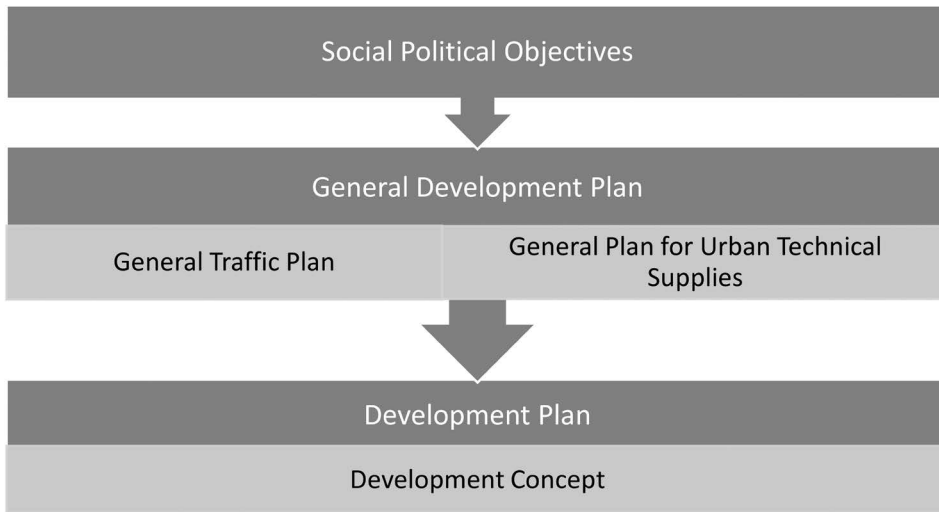 Social Political Objectives
General Development Plan
General Traffic Plan
General Plan for Urban Technical
Supplies
Development Plan
Development Concept